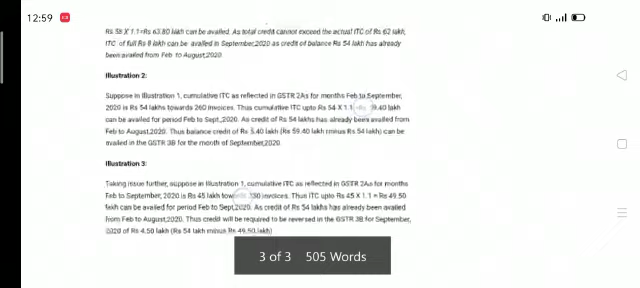 12:59
Rs 58 X 1.1=Rs 63.80 lakh can be availed. As total credit cannot exceed the actual ITC of Rs 62 lakh,
ITC of full Rs 8 lakh can be availed in September,2020 as credit of balance Rs 54 lakh has already
been availed from Feb to August,2020.
Illustration 2:
Suppose in Illustration 1, cumulative ITC as reflected in GSTR 2As for months Feb to September,
2020 is Rs 54 lakhs towards 260 invoices. Thus cumulative ITC upto Rs 54 X 1.1 =Rs 59.40 lakh
can be availed for period Feb to Sept.,2020. As credit of Rs 54 lakhs has already been availed from
Feb to August,2020. Thus balance credit of Rs 5.40 lakh (Rs 59.40 lakh minus Rs 54 lakh) can be
availed in the GSTR 3B for the month of September,2020.
Illustration 3:
Taking issue further, suppose in Illustration 1, cumulative ITC as reflected in GSTR 2As for months
Feb to September, 2020 is Rs 45 lakh towards invoices. Thus ITC upto Rs 45 X 1.1 = Rs 49.50
lakh can be availed for period Feb to Sept,2020. As credit of Rs 54 lakhs has already been availed
from Feb to August,2020. Thus credit will be required to be reversed in the GSTR 3B for September,
2020 of Rs 4.50 lakh (Rs 54 lakh minus Rs 49.50 lakh)
3 of 3 505 Words